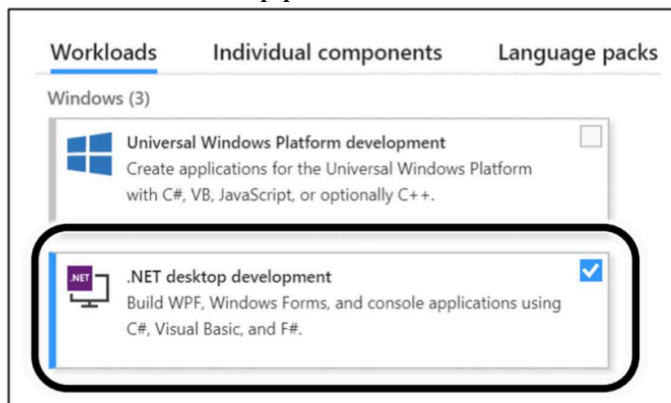 Workloads Individual components Language packs
Windows (3)
Universal Windows Platform development
Create applications for the Universal Windows Platform
with C#, VB, JavaScript, or optionally C++.
.NET
.NET desktop development
Build WPF, Windows Forms, and console applications using
C#, Visual Basic, and F#.